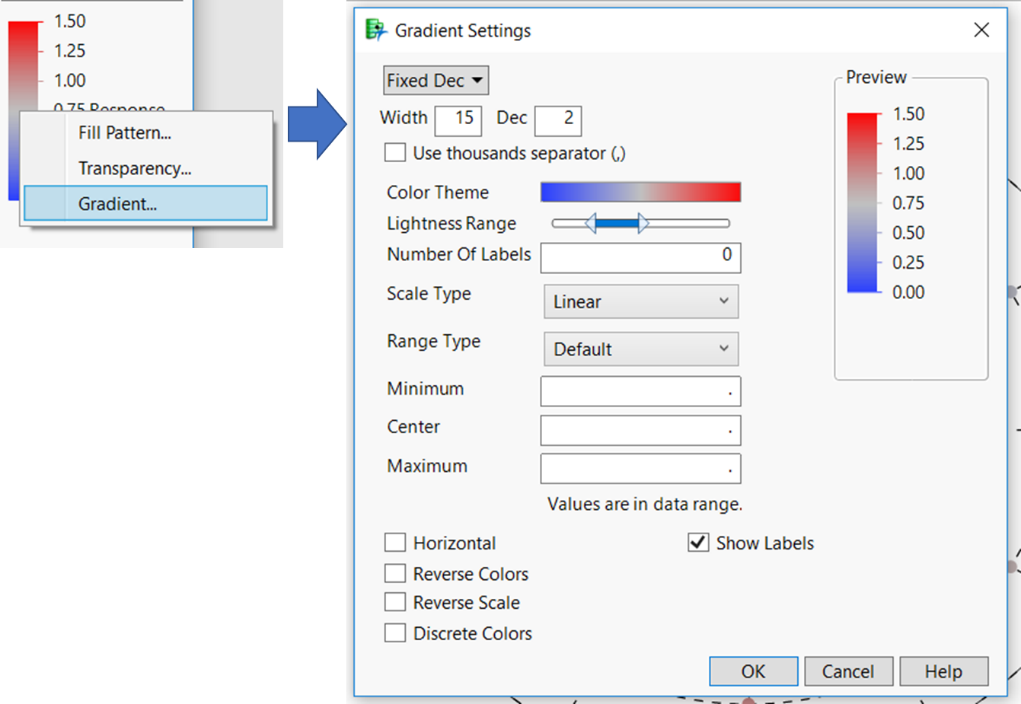 1.50
1.25
1.00
0.75 Response
Fill Pattern...
Transparency...
Gradient...
Gradient Settings
Fixed Dec
Width 15 Dec 2
Use thousands separator (,)
Color Theme
Lightness Range
Number Of Labels 0
Scale Type Linear
Range Type Default
Minimum .
Center .
Maximum .
Values are in data range.
Horizontal Show Labels
Reverse Colors
Reverse Scale
Discrete Colors
Preview
1.50
1.25
1.00
0.75
0.50
0.25
0.00
OK Cancel Help